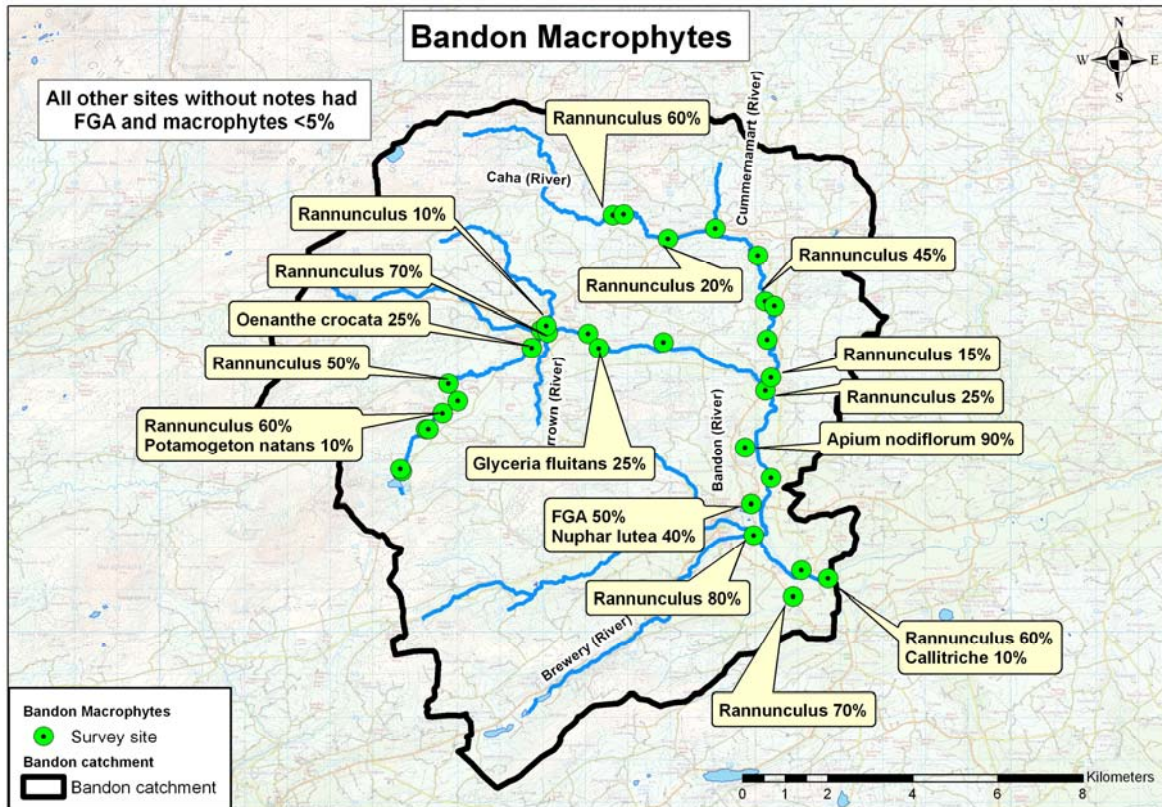 Bandon Macrophytes
N
W
E
S
All other sites without notes had
FGA and macrophytes <5%
Rannunculus 60%
Caha (River)
Cummernamart (River)
Rannunculus 10%
Rannunculus 70%
Rannunculus 20%
Rannunculus 45%
Oenanthe crocata 25%
Rannunculus 50%
Rannunculus 15%
Rannunculus 25%
Rannunculus 60%
Potamogeton natans 10%
rrown (River)
Glyceria fluitans 25%
Bandon (River)
Apium nodiflorum 90%
FGA 50%
Nuphar lutea 40%
Rannunculus 80%
Brewery (River)
Rannunculus 60%
Callitriche 10%
Rannunculus 70%
Bandon Macrophytes
Survey site
Bandon catchment
Bandon catchment
Kilometers
0 1 2 4 6 8